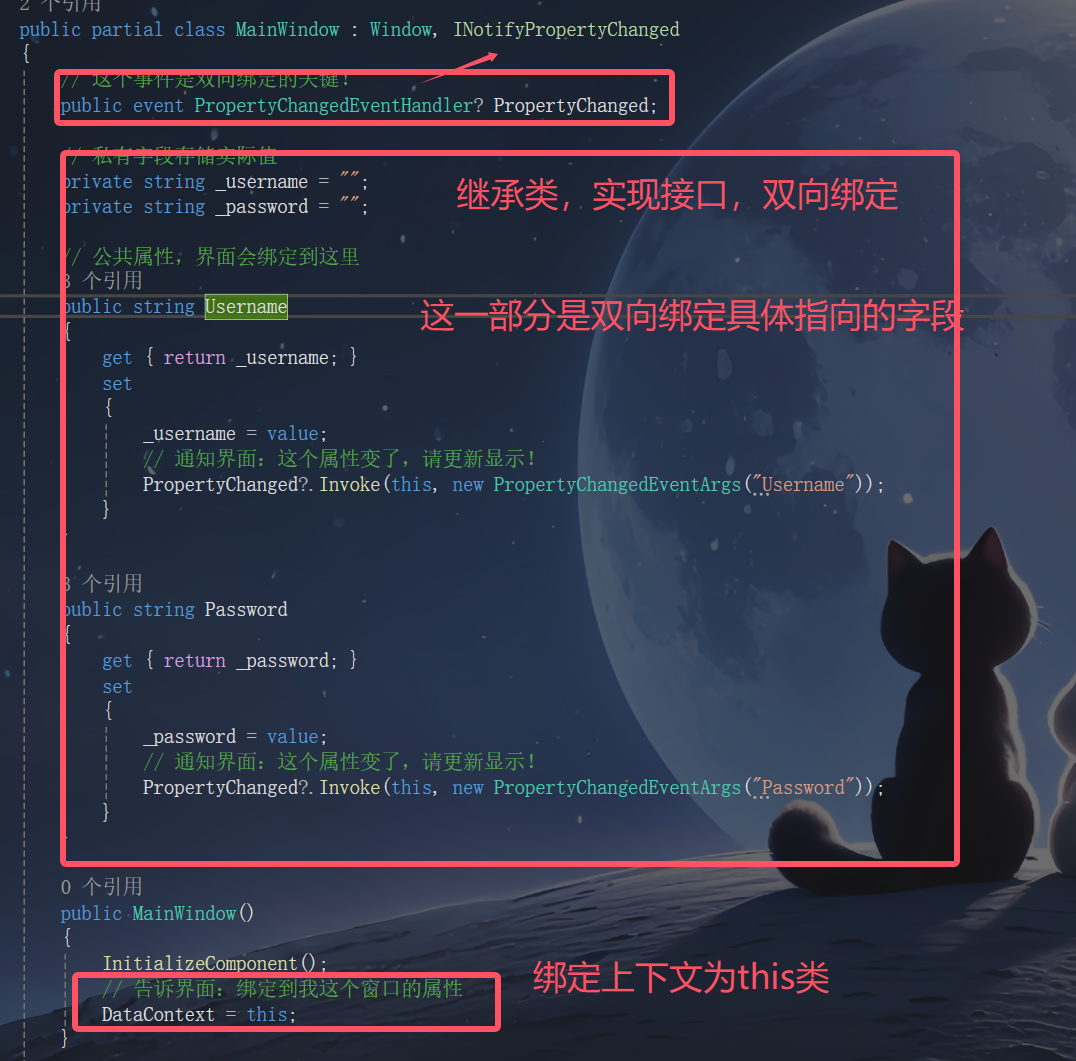 2 个引用
public partial class MainWindow : Window, INotifyPropertyChanged
{
// 这个事件是双向绑定的关键!
public event PropertyChangedEventHandler? PropertyChanged;
// 私有字段存储实际值
private string _username = "";
private string _password = "";
继承类，实现接口，双向绑定
// 公共属性，界面会绑定到这里
3 个引用
public string Username
这一部分是双向绑定具体指向的字段
{
get { return _username; }
set
{
_username = value;
// 通知界面：这个属性变了，请更新显示！
PropertyChanged?.Invoke(this, new PropertyChangedEventArgs("Username"));
}
3 个引用
public string Password
{
get { return _password; }
set
{
_password = value;
// 通知界面：这个属性变了，请更新显示！
PropertyChanged?.Invoke(this, new PropertyChangedEventArgs("Password"));
}
0 个引用
public MainWindow()
{
InitializeComponent();
// 告诉界面：绑定到我这个窗口的属性
DataContext = this;
绑定上下文为this类
}